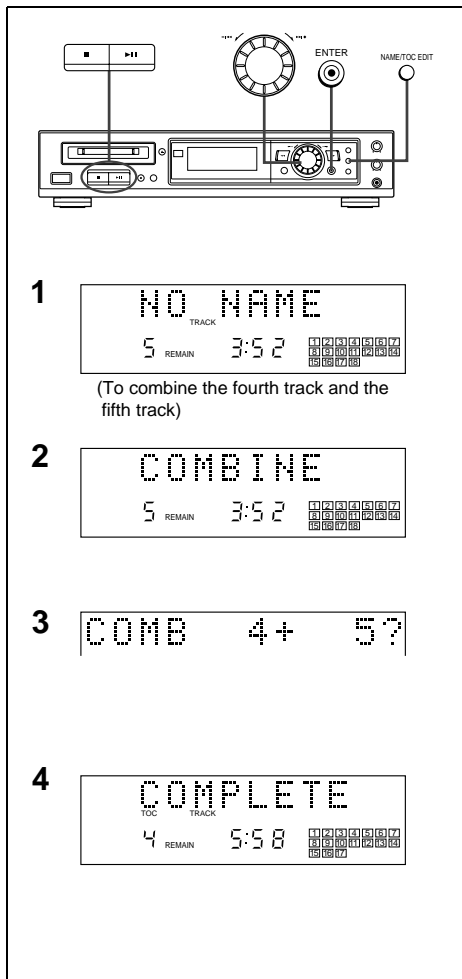 ENTER
NAME/TOC EDIT
1
NO NAME
TRACK
5 REMAIN 3:52
1 2 3 4 5 6 7
8 9 10 11 12 13 14
15 16 17 18
(To combine the fourth track and the
fifth track)
2
COMBINE
5 REMAIN 3:52
1 2 3 4 5 6 7
8 9 10 11 12 13 14
15 16 17 18
3
COMB 4+ 5?
4
COMPLETE
TOC TRACK
4 REMAIN 5:58
1 2 3 4 5 6 7
8 9 10 11 12 13 14
15 16 17